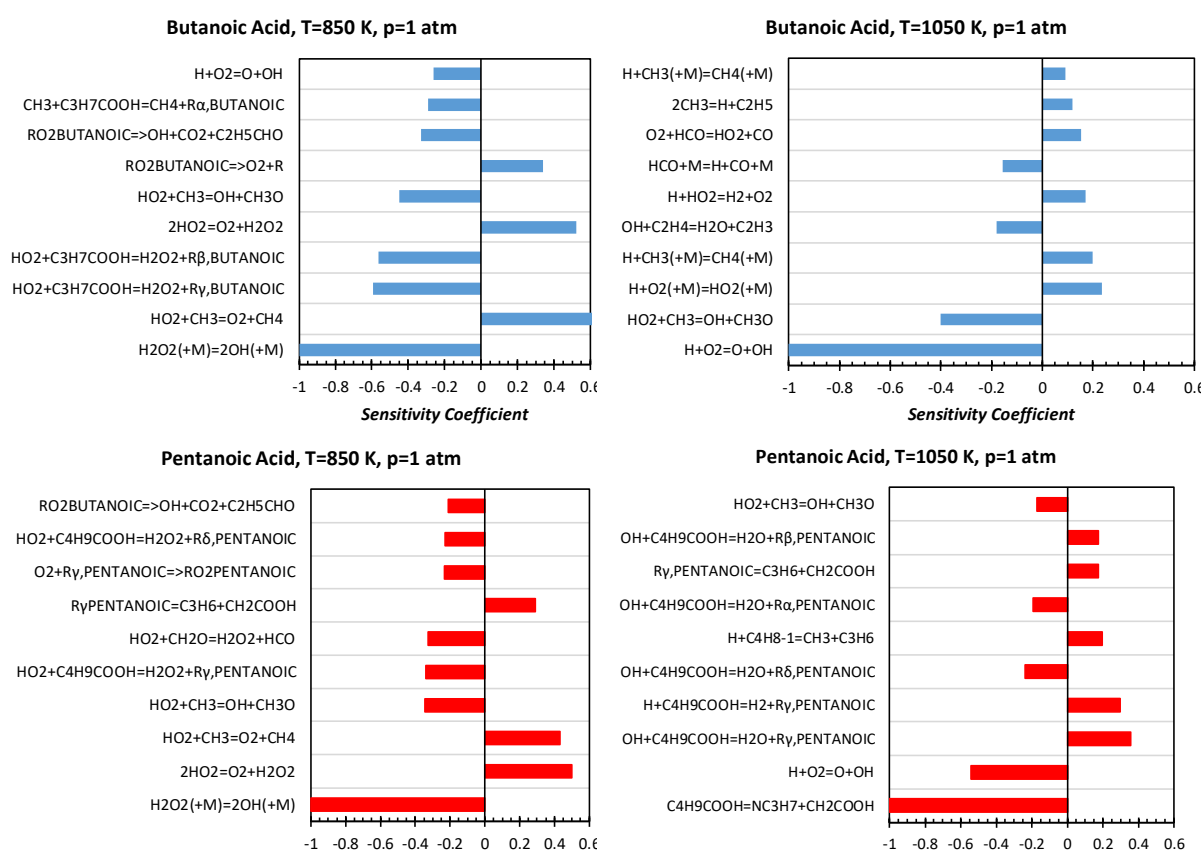 Butanoic Acid, T=850 K, p=1 atm
H+O2=O+OH
CH3+C3H7COOH=CH4+Rα,BUTANOIC
RO2BUTANOIC=>OH+CO2+C2H5CHO
RO2BUTANOIC=>O2+R
HO2+CH3=OH+CH3O
2HO2=O2+H2O2
HO2+C3H7COOH=H2O2+Rβ,BUTANOIC
HO2+C3H7COOH=H2O2+Rγ,BUTANOIC
HO2+CH3=O2+CH4
H2O2(+M)=2OH(+M)
-1 -0.8 -0.6 -0.4 -0.2 0 0.2 0.4 0.6
Sensitivity Coefficient
Butanoic Acid, T=1050 K, p=1 atm
H+CH3(+M)=CH4(+M)
2CH3=H+C2H5
O2+HCO=HO2+CO
HCO+M=H+CO+M
H+HO2=H2+O2
OH+C2H4=H2O+C2H3
H+CH3(+M)=CH4(+M)
H+O2(+M)=HO2(+M)
HO2+CH3=OH+CH3O
H+O2=O+OH
-1 -0.8 -0.6 -0.4 -0.2 0 0.2 0.4 0.6
Sensitivity Coefficient
Pentanoic Acid, T=850 K, p=1 atm
RO2BUTANOIC=>OH+CO2+C2H5CHO
HO2+C4H9COOH=H2O2+Rδ,PENTANOIC
O2+Rγ,PENTANOIC=>RO2PENTANOIC
RγPENTANOIC=C3H6+CH2COOH
HO2+CH2O=H2O2+HCO
HO2+C4H9COOH=H2O2+Rγ,PENTANOIC
HO2+CH3=OH+CH3O
HO2+CH3=O2+CH4
2HO2=O2+H2O2
H2O2(+M)=2OH(+M)
-1 -0.8 -0.6 -0.4 -0.2 0 0.2 0.4 0.6
Pentanoic Acid, T=1050 K, p=1 atm
HO2+CH3=OH+CH3O
OH+C4H9COOH=H2O+Rβ,PENTANOIC
Rγ,PENTANOIC=C3H6+CH2COOH
OH+C4H9COOH=H2O+Rα,PENTANOIC
H+C4H8-1=CH3+C3H6
OH+C4H9COOH=H2O+Rδ,PENTANOIC
H+C4H9COOH=H2+Rγ,PENTANOIC
OH+C4H9COOH=H2O+Rγ,PENTANOIC
H+O2=O+OH
C4H9COOH=NC3H7+CH2COOH
-1 -0.8 -0.6 -0.4 -0.2 0 0.2 0.4 0.6